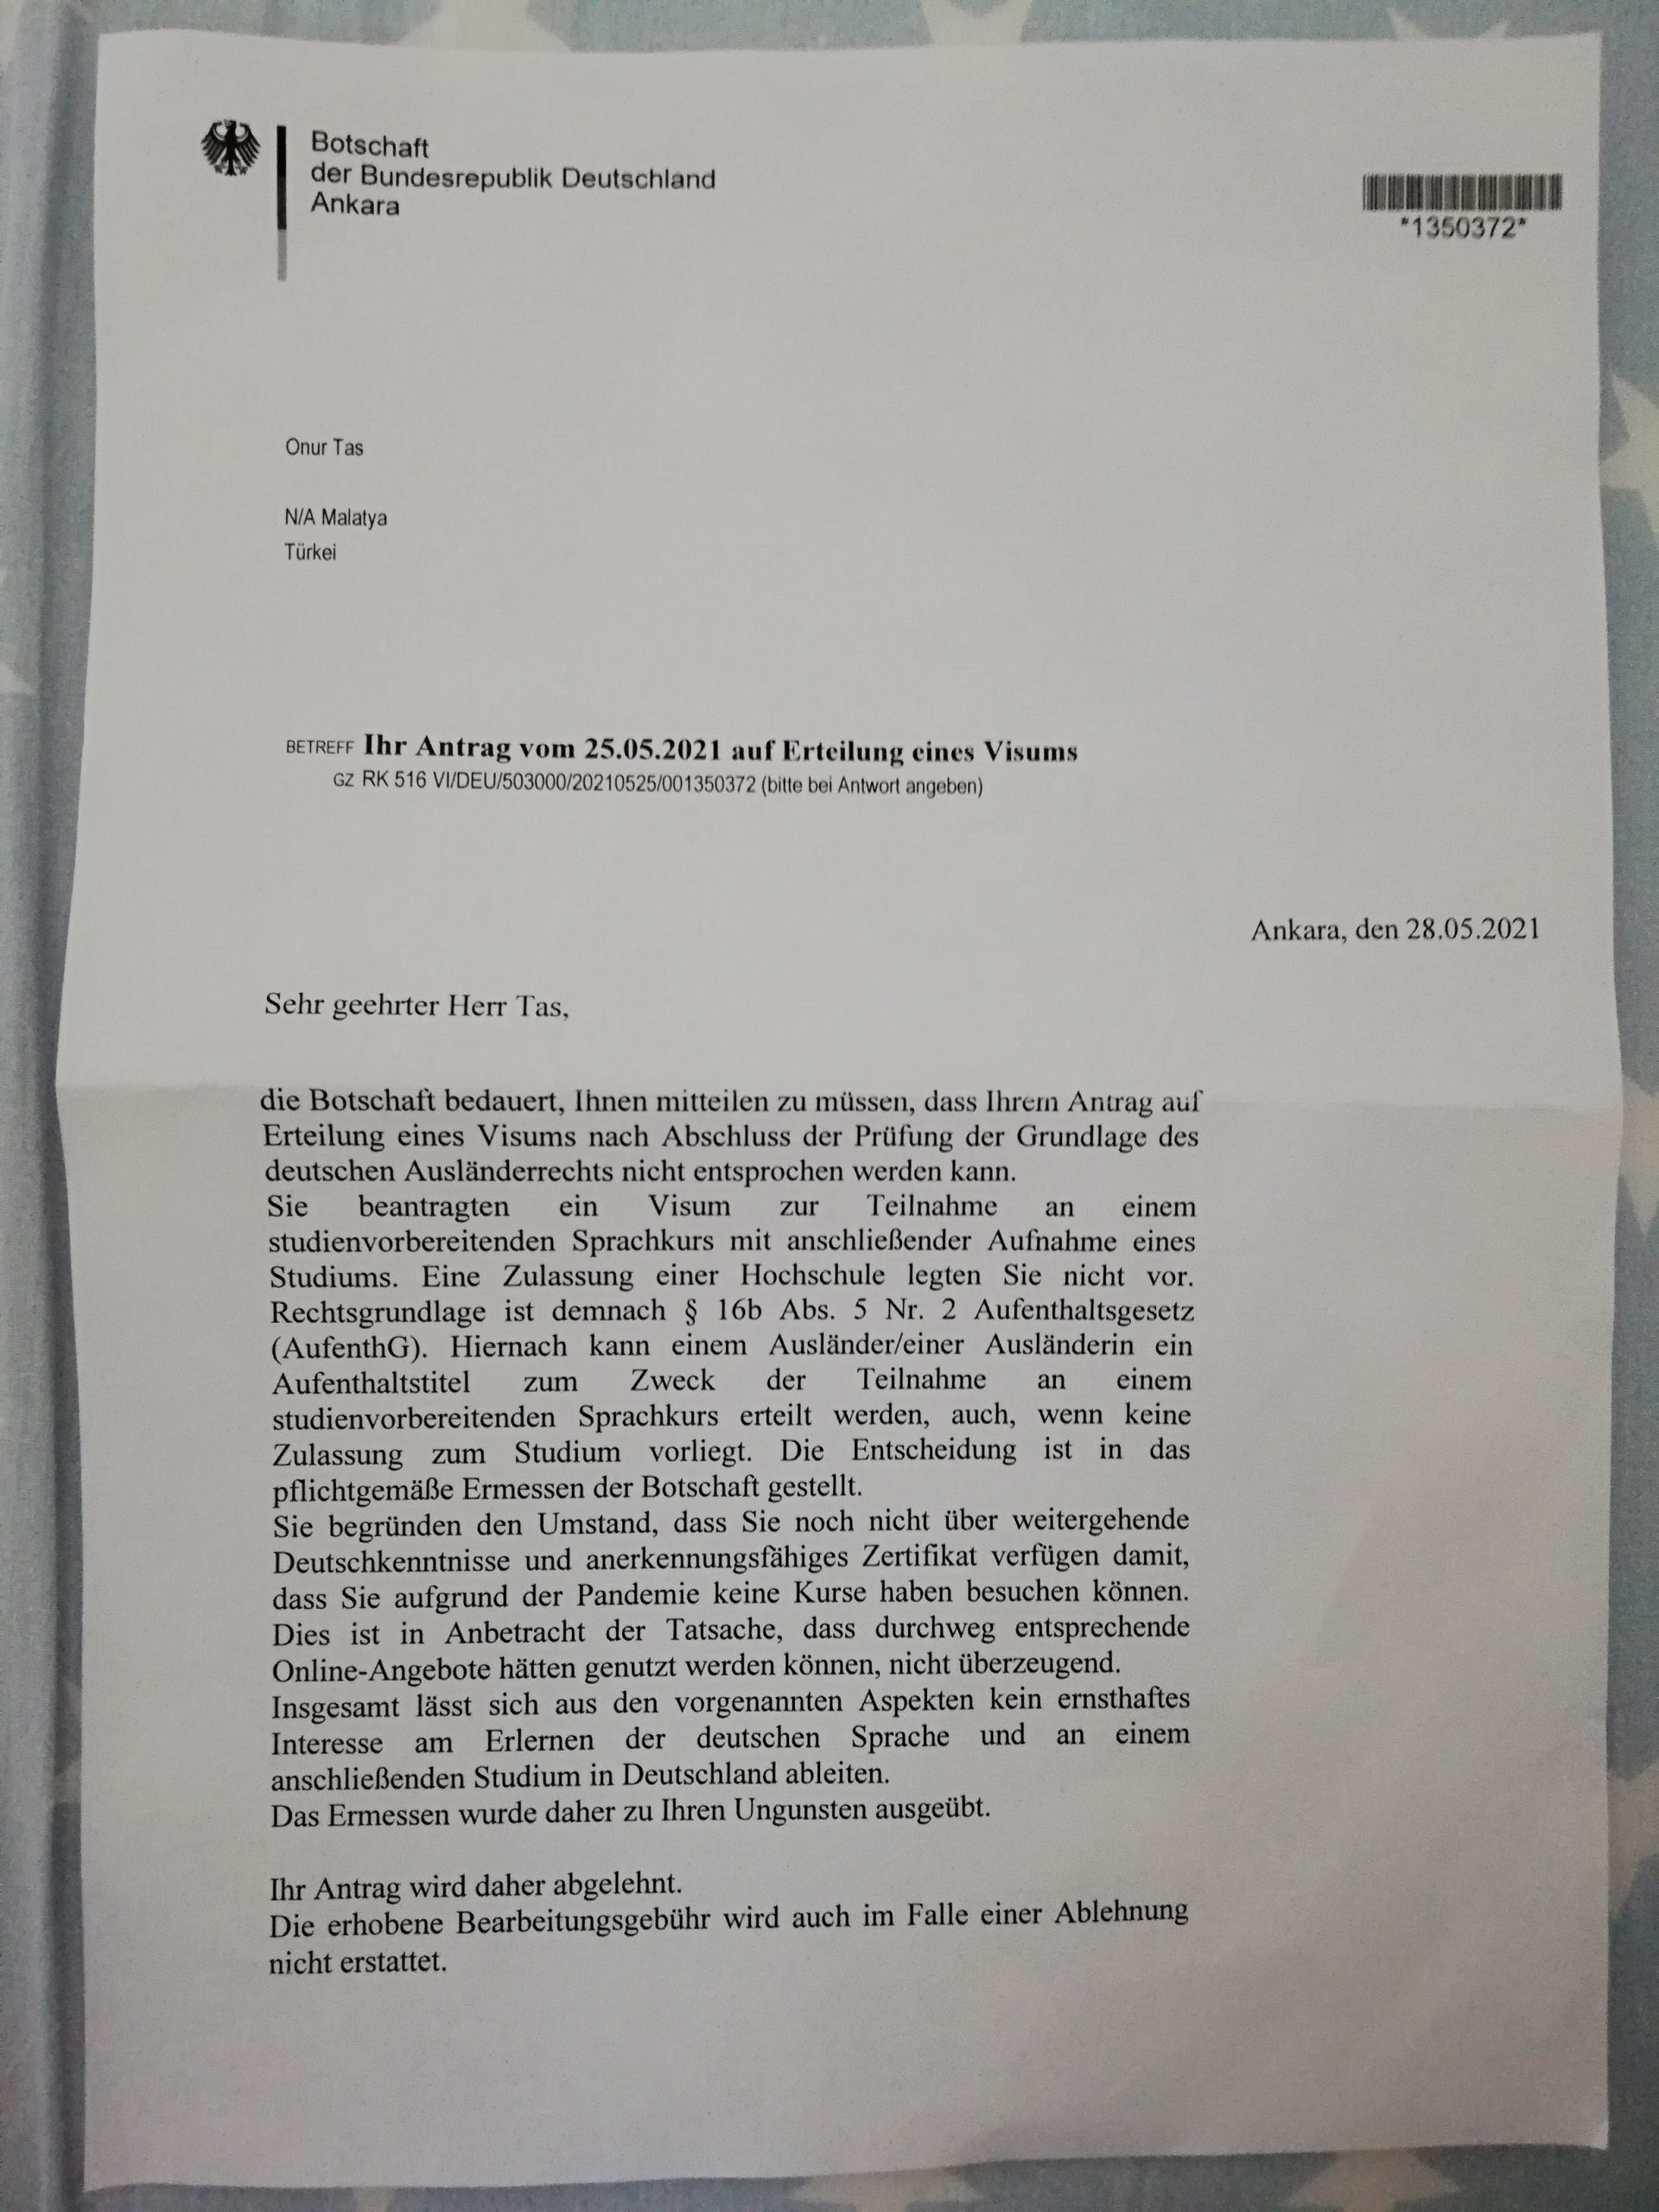 Botschaft
der Bundesrepublik Deutschland
Ankara
*1350372*
Onur Tas
N/A Malatya
Türkei
BETREFF Ihr Antrag vom 25.05.2021 auf Erteilung eines Visums
GZ RK 516 VI/DEU/503000/20210525/001350372 (bitte bei Antwort angeben)
Ankara, den 28.05.2021
Sehr geehrter Herr Tas,
die Botschaft bedauert, Ihnen mitteilen zu müssen, dass Ihrem Antrag auf
Erteilung eines Visums nach Abschluss der Prüfung der Grundlage des
deutschen Ausländerrechts nicht entsprochen werden kann.
Sie beantragten ein Visum zur Teilnahme an einem
studienvorbereitenden Sprachkurs mit anschließender Aufnahme eines
Studiums. Eine Zulassung einer Hochschule legten Sie nicht vor.
Rechtsgrundlage ist demnach § 16b Abs. 5 Nr. 2 Aufenthaltsgesetz
(AufenthG). Hiernach kann einem Ausländer/einer Ausländerin ein
Aufenthaltstitel zum Zweck der Teilnahme an einem
studienvorbereitenden Sprachkurs erteilt werden, auch, wenn keine
Zulassung zum Studium vorliegt. Die Entscheidung ist in das
pflichtgemäße Ermessen der Botschaft gestellt.
Sie begründen den Umstand, dass Sie noch nicht über weitergehende
Deutschkenntnisse und anerkennungsfähiges Zertifikat verfügen damit,
dass Sie aufgrund der Pandemie keine Kurse haben besuchen können.
Dies ist in Anbetracht der Tatsache, dass durchweg entsprechende
Online-Angebote hätten genutzt werden können, nicht überzeugend.
Insgesamt lässt sich aus den vorgenannten Aspekten kein ernsthaftes
Interesse am Erlernen der deutschen Sprache und an einem
anschließenden Studium in Deutschland ableiten.
Das Ermessen wurde daher zu Ihren Ungunsten ausgeübt.
Ihr Antrag wird daher abgelehnt.
Die erhobene Bearbeitungsgebühr wird auch im Falle einer Ablehnung
nicht erstattet.